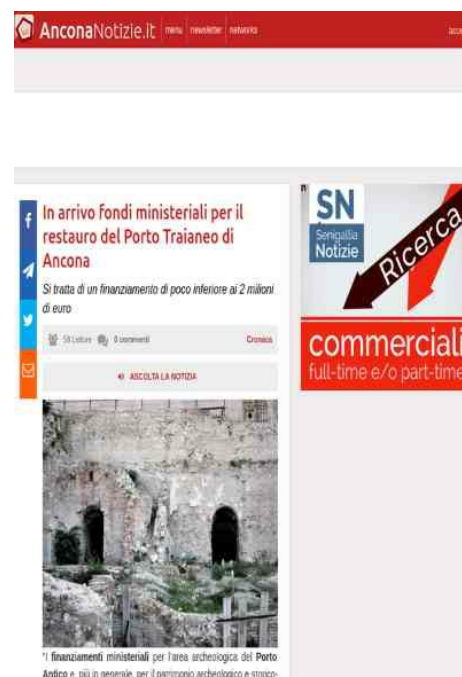 AnconaNotizie.it menu newsletter networks
In arrivo fondi ministeriali per il
restauro del Porto Traianeo di
Ancona
Si tratta di un finanziamento di poco inferiore ai 2 milioni
di euro
58 Letture 0 commenti Cronaca
ASCOLTA LA NOTIZIA
"I finanziamenti ministeriali per l'area archeologica del Porto
Antico e, più in generale, per il patrimonio archeologico e storico-
SN
Senigallia
Notizie
Ricerca
commerciali
full-time e/o part-time